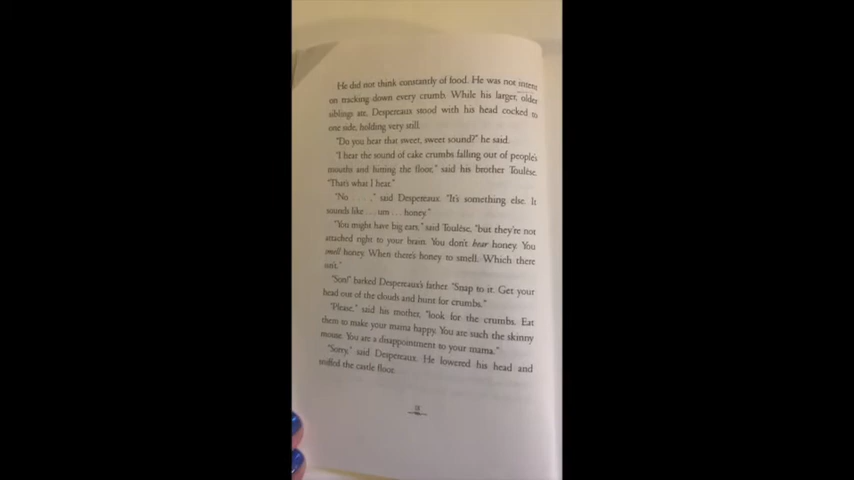 He did not think constantly of food. He was not intent
on tracking down every crumb. While his larger, older
siblings ate, Despereaux stood with his head cocked to
one side, holding very still.
"Do you hear that sweet, sweet sound?" he said.
"I hear the sound of cake crumbs falling out of people's
mouths and hitting the floor," said his brother Toulèse.
"That's what I hear."
"No . . . ," said Despereaux. "It's something else. It
sounds like . . . um . . . honey."
"You might have big ears," said Toulèse, "but they're not
attached right to your brain. You don't hear honey. You
smell honey. When there's honey to smell. Which there
isn't."
"Son!" barked Despereaux's father. "Snap to it. Get your
head out of the clouds and hunt for crumbs."
"Please," said his mother, "look for the crumbs. Eat
them to make your mama happy. You are such the skinny
mouse. You are a disappointment to your mama."
"Sorry," said Despereaux. He lowered his head and
sniffed the castle floor.